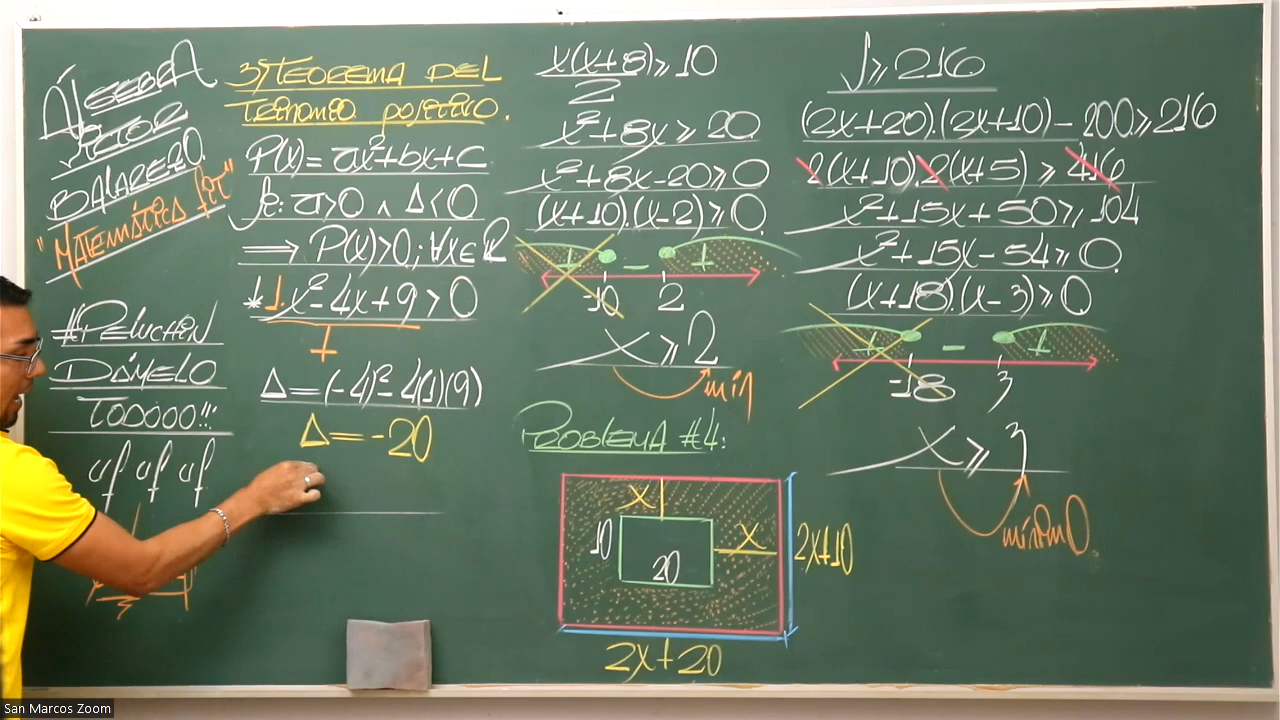 ÁLGEBRA
VÍCTOR
BALAREZO.
"MATEMÁTICA FIT"
#PELUCHIN
DÁMELO
TODOOO!!!
uf uf uf
3) TEOREMA DEL
TRINOMIO POSITIVO.
P(x) = ax²+bx+c
Si: a>0 ∧ Δ<0
⟹ P(x)>0; ∀x∈R
* 1.x²-4x+9>0
+
Δ=(-4)²-4(1)(9)
Δ=-20
x(x+8)≥10
2
x²+8x≥20
x²+8x-20≥0
(x+10).(x-2)≥0
+ - +
-10 2
x≥2
mín
PROBLEMA #4:
x
10
x
20
2x+10
2x+20
S≥216
(2x+20).(2x+10)-200≥216
2(x+10).2(x+5)≥416
x²+15x+50≥104
x²+15x-54≥0
(x+18).(x-3)≥0
+ - +
-18 3
x≥3
mínimo.
San Marcos Zoom